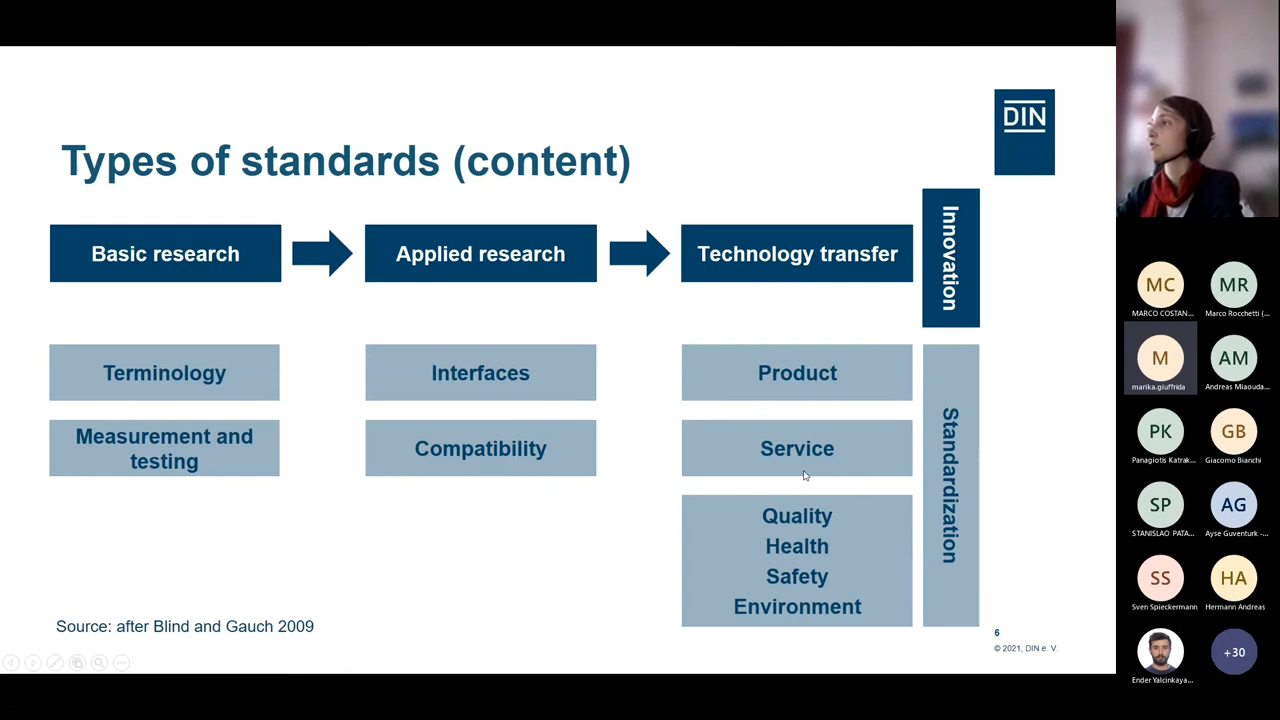 DIN
Types of standards (content)
Basic research
Applied research
Technology transfer
Innovation
Terminology
Interfaces
Product
Measurement and
testing
Compatibility
Service
Quality
Health
Safety
Environment
Standardization
Source: after Blind and Gauch 2009
6
© 2021, DIN e. V.
MC
MARCO COSTAN...
MR
Marco Rocchetti (...
M
marika.giuffrida
AM
Andreas Miaouda...
PK
Panagiotis Katrak...
GB
Giacomo Bianchi
SP
STANISLAO PATA...
AG
Ayse Guventurk -...
SS
Sven Spieckermann
HA
Hermann Andreas
Ender Yalcinkaya...
+30